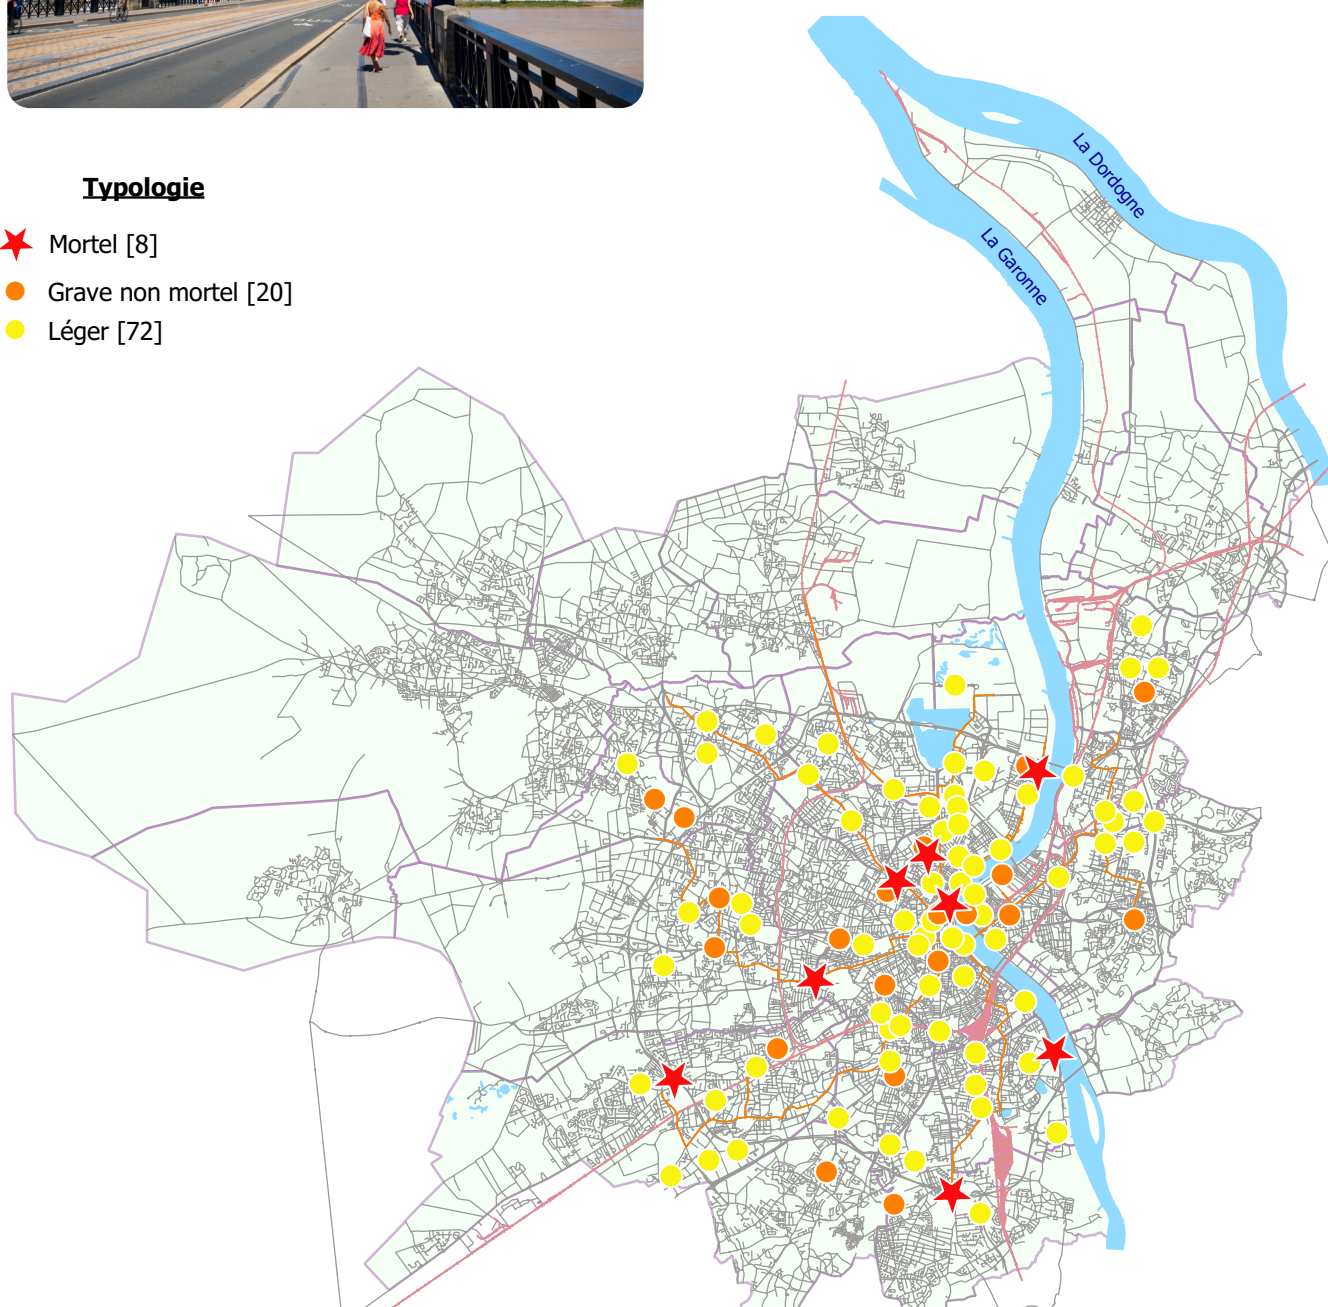 Typologie
Mortel [8]
Grave non mortel [20]
Léger [72]
La Dordogne
La Garonne